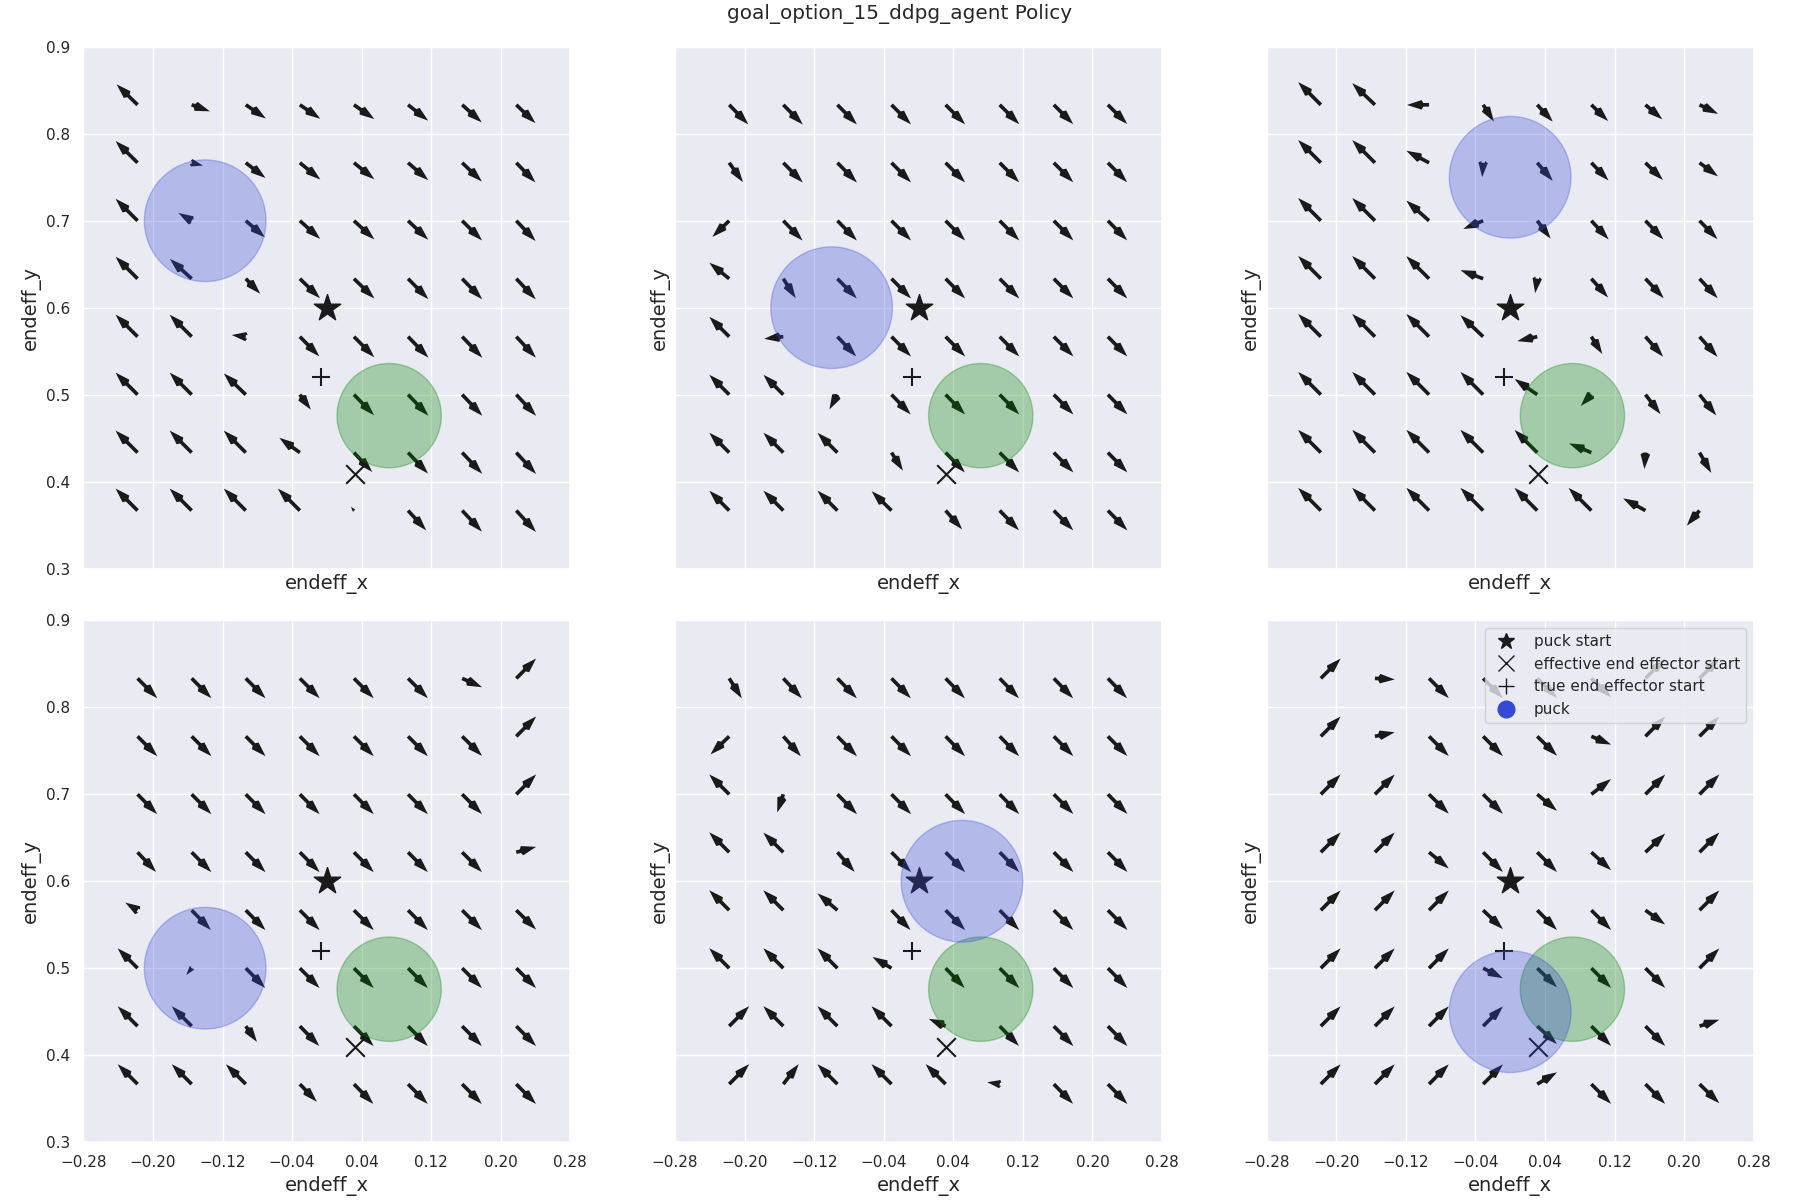 goal_option_15_ddpg_agent Policy
0.9
0.8
0.7
0.6
0.5
0.4
0.3
endeff_y
endeff_x
endeff_y
endeff_x
endeff_y
endeff_x
0.9
0.8
0.7
0.6
0.5
0.4
0.3
endeff_y
−0.28 −0.20 −0.12 −0.04 0.04 0.12 0.20 0.28
endeff_x
endeff_y
−0.28 −0.20 −0.12 −0.04 0.04 0.12 0.20 0.28
endeff_x
endeff_y
puck start
effective end effector start
true end effector start
puck
−0.28 −0.20 −0.12 −0.04 0.04 0.12 0.20 0.28
endeff_x